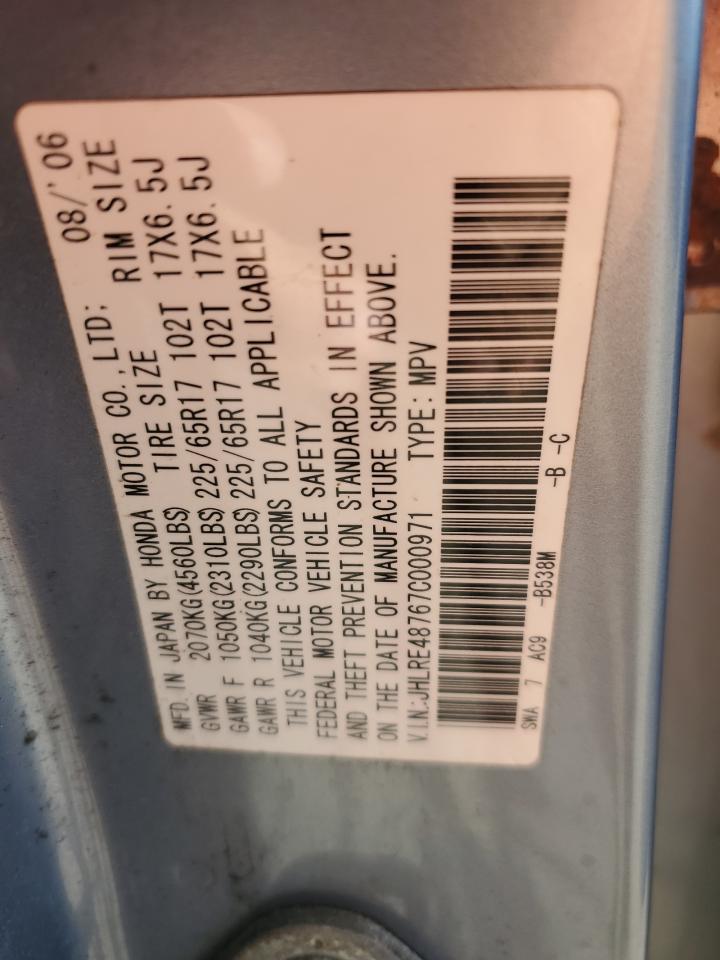 MFD. IN JAPAN BY HONDA MOTOR CO.,LTD; 08/'06
GVWR 2070KG(4560LBS) TIRE SIZE RIM SIZE
GAWR F 1050KG(2310LBS) 225/65R17 102T 17X6.5J
GAWR R 1040KG(2290LBS) 225/65R17 102T 17X6.5J
THIS VEHICLE CONFORMS TO ALL APPLICABLE
FEDERAL MOTOR VEHICLE SAFETY
AND THEFT PREVENTION STANDARDS IN EFFECT
ON THE DATE OF MANUFACTURE SHOWN ABOVE.
V.I.N.:JHLRE48767C000971 TYPE: MPV
SWA 7 AC9 -B538M -B -C